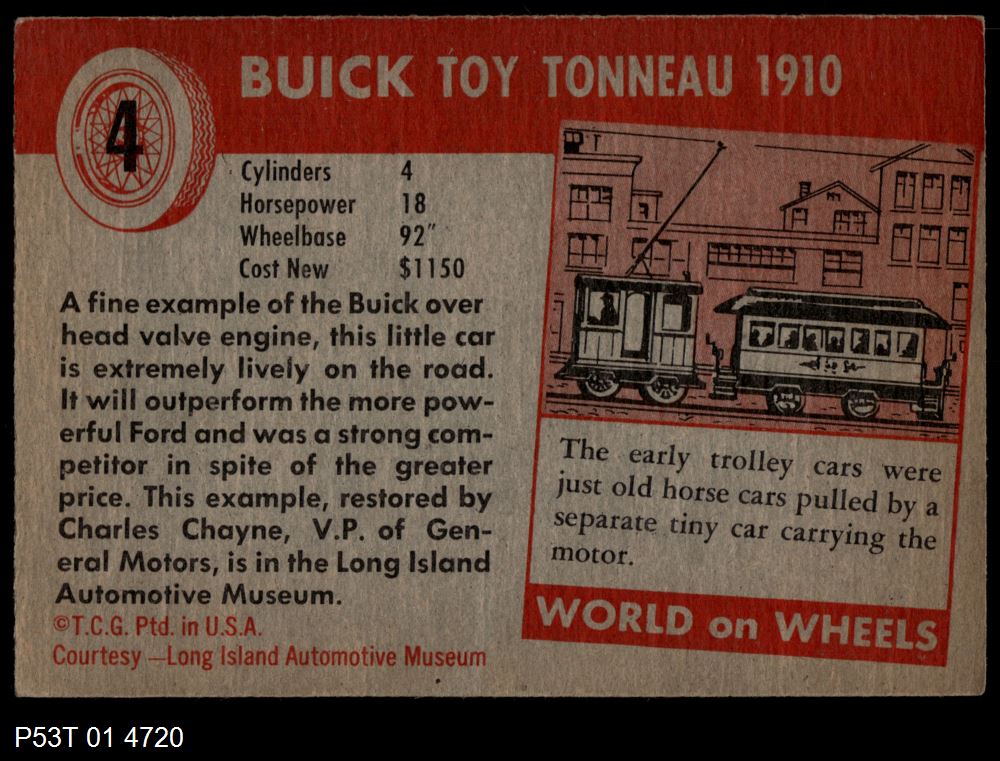 4
BUICK TOY TONNEAU 1910
Cylinders 4
Horsepower 18
Wheelbase 92"
Cost New $1150
A fine example of the Buick over
head valve engine, this little car
is extremely lively on the road.
It will outperform the more pow-
erful Ford and was a strong com-
petitor in spite of the greater
price. This example, restored by
Charles Chayne, V.P. of Gen-
eral Motors, is in the Long Island
Automotive Museum.
©T.C.G. Ptd. in U.S.A.
Courtesy —Long Island Automotive Museum
The early trolley cars were
just old horse cars pulled by a
separate tiny car carrying the
motor.
WORLD on WHEELS
P53T 01 4720